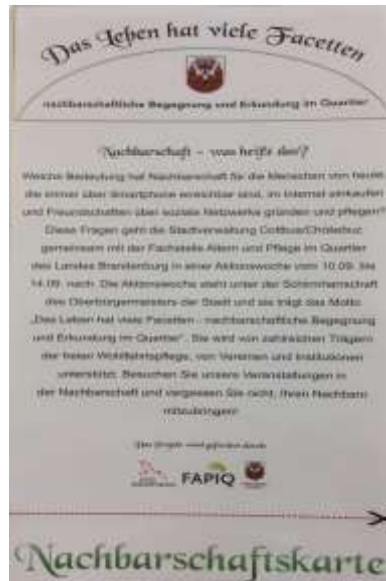 Das Leben hat viele Facetten
nachbarschaftliche Begegnung und Erkundung im Quartier
Nachbarschaft – was heißt das?
Welche Bedeutung hat Nachbarschaft für die Menschen von heute,
die immer über Smartphone erreichbar sind, im Internet einkaufen
und Freundschaften über soziale Netzwerke gründen und pflegen?
Diese Fragen geht die Stadtverwaltung Cottbus/Chóśebuz
gemeinsam mit der Fachstelle Altern und Pflege im Quartier
des Landes Brandenburg in einer Aktionswoche vom 10.09. bis
14.09. nach. Die Aktionswoche steht unter der Schirmherrschaft
des Oberbürgermeisters der Stadt und sie trägt das Motto
„Das Leben hat viele Facetten - nachbarschaftliche Begegnung
und Erkundung im Quartier“. Sie wird von zahlreichen Trägern
der freien Wohlfahrtspflege, von Vereinen und Institutionen
unterstützt. Besuchen Sie unsere Veranstaltungen in
der Nachbarschaft und vergessen Sie nicht, Ihren Nachbarn
mitzubringen!
Das Projekt wird gefördert durch:
FAPIQ
Nachbarschaftskarte